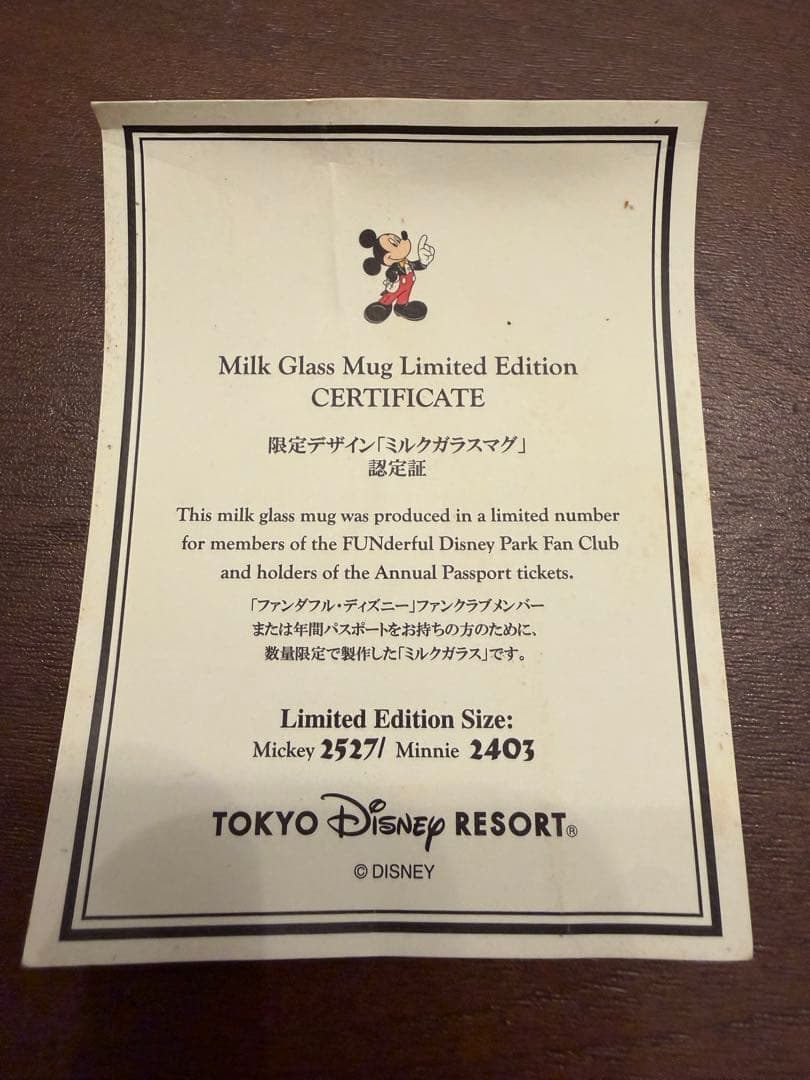 Milk Glass Mug Limited Edition
CERTIFICATE
限定デザイン「ミルクガラスマグ」
認定証
This milk glass mug was produced in a limited number
for members of the FUNderful Disney Park Fan Club
and holders of the Annual Passport tickets.
「ファンダフル・ディズニー」ファンクラブメンバー
または年間パスポートをお持ちの方のために、
数量限定で製作した「ミルクガラス」です。
Limited Edition Size:
Mickey 2527/ Minnie 2403
TOKYO Disney RESORT®
© DISNEY